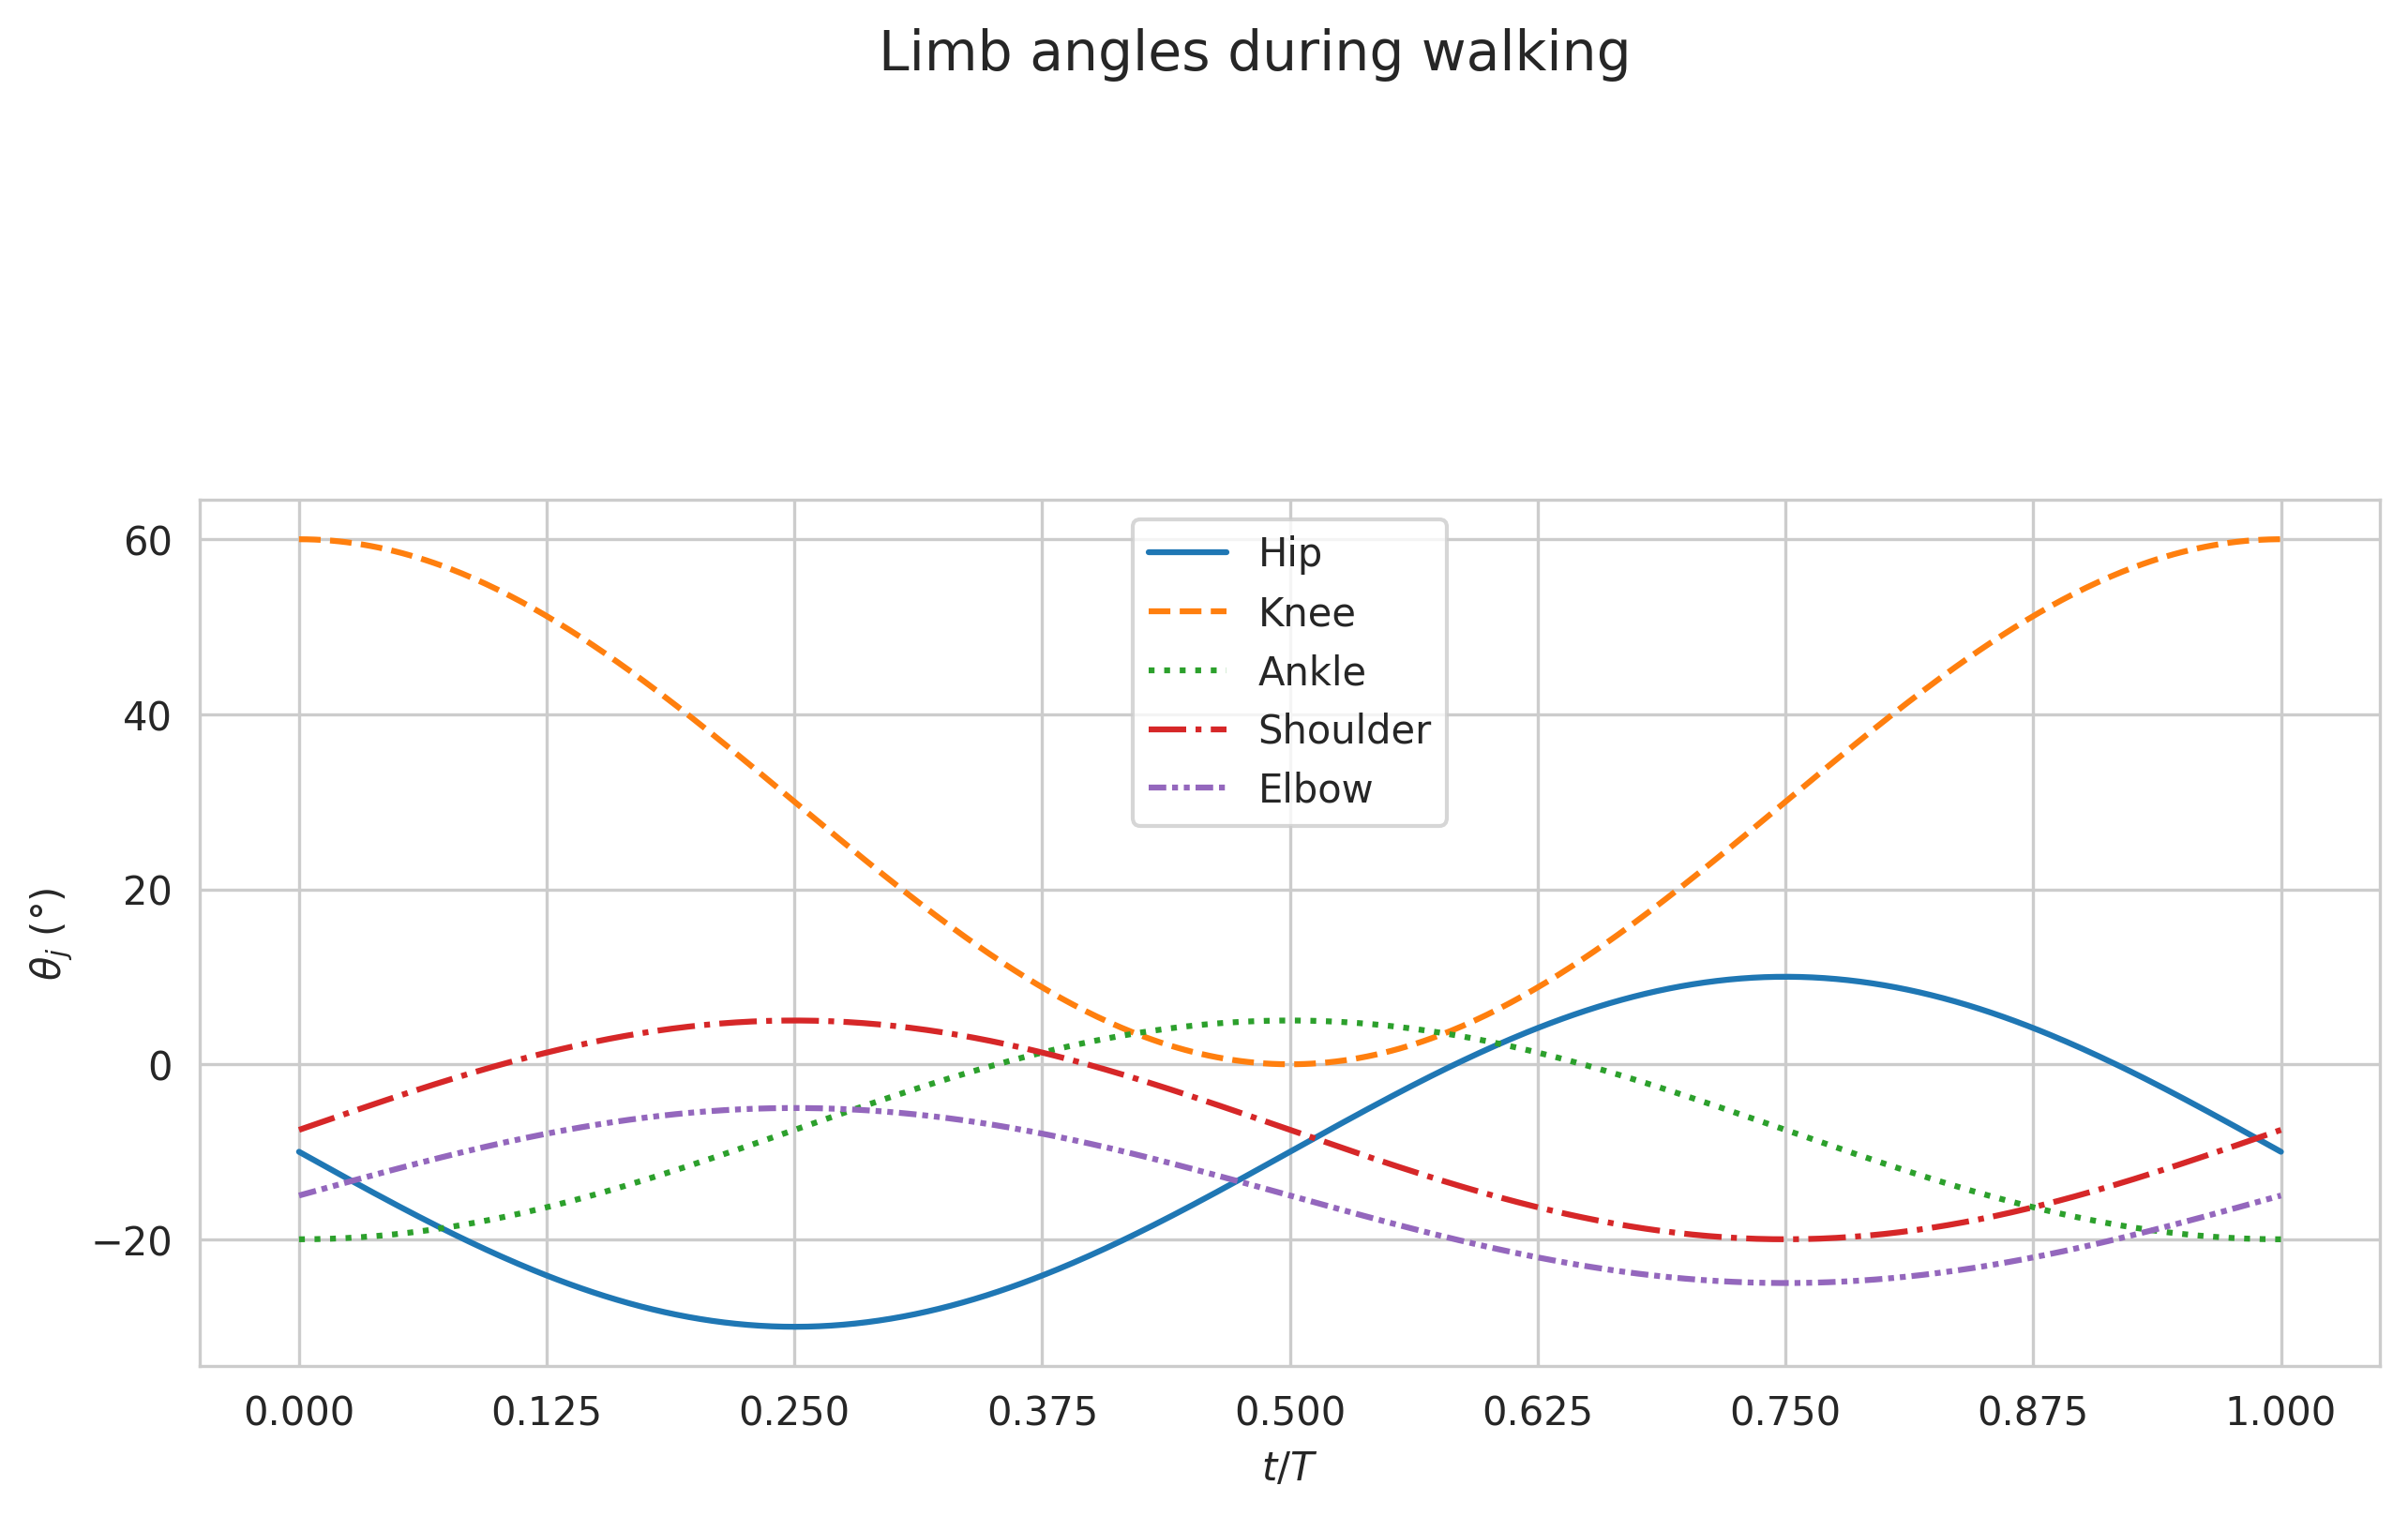 Limb angles during walking
60
40
20
0
−20
θj (°)
Hip
Knee
Ankle
Shoulder
Elbow
0.000 0.125 0.250 0.375 0.500 0.625 0.750 0.875 1.000
t/T